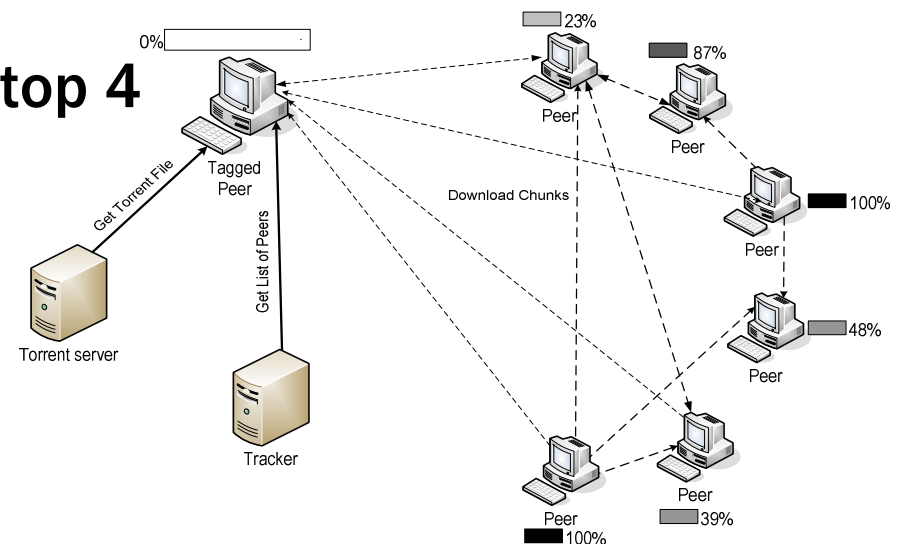 0%
top 4
Tagged
Peer
Get Torrent File
Get List of Peers
Torrent server
Tracker
Download Chunks
23%
Peer
87%
Peer
100%
Peer
48%
Peer
39%
Peer
Peer
100%